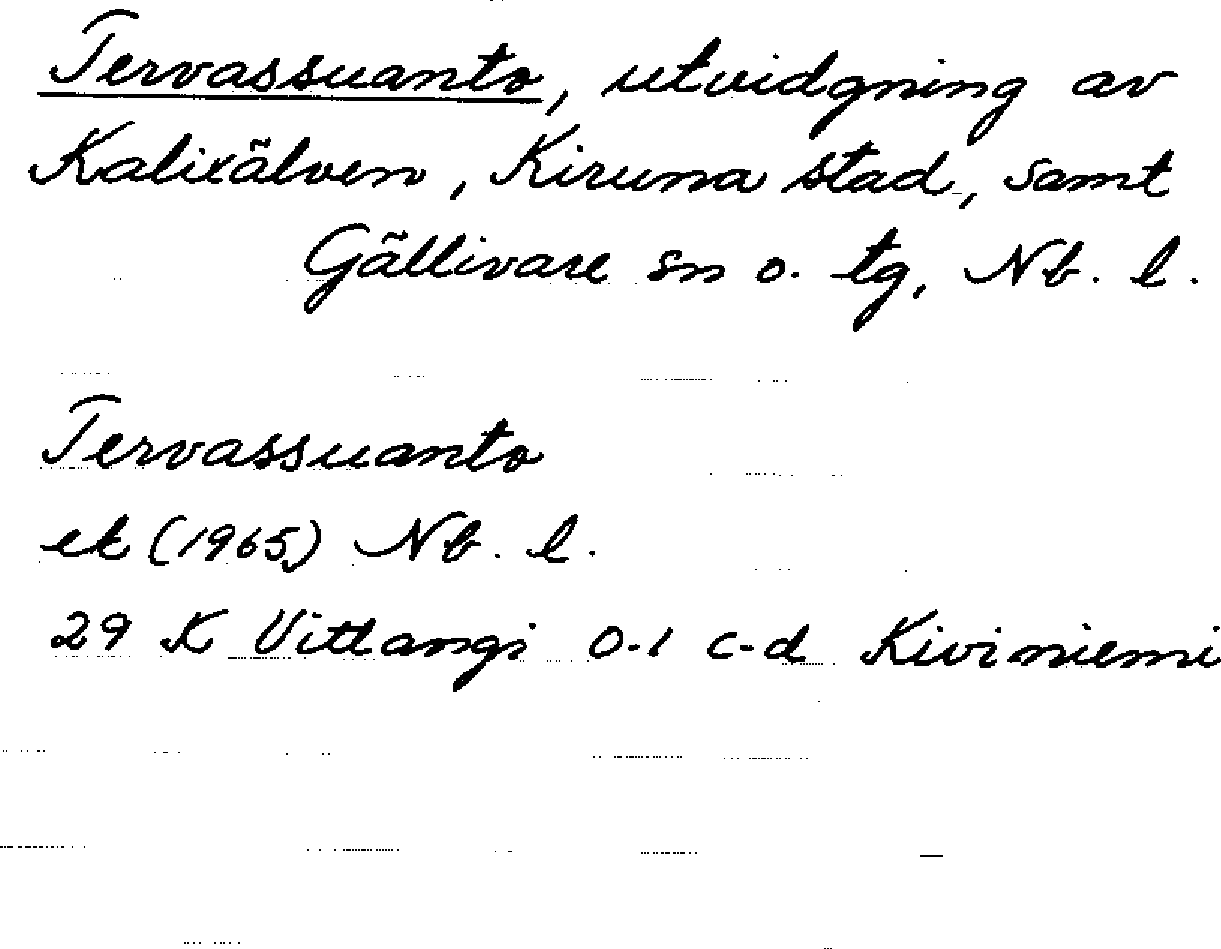 Tervassuanto, utvidgning av
Kalixälven, Kiruna stad, samt
Gällivare sn o. tg, Nb. l.
Tervassuanto
ek (1965) Nb. l.
29 K Vittangi 0-1 c-d Kiviniemi